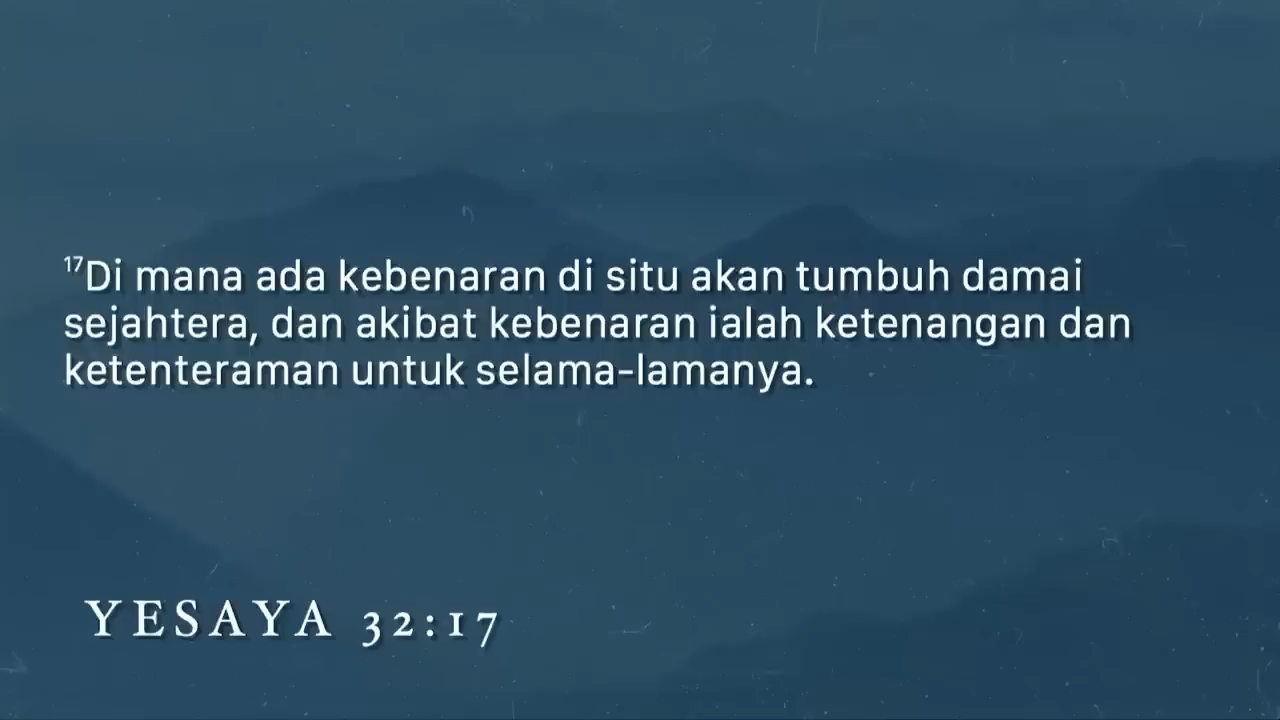 ¹⁷Di mana ada kebenaran di situ akan tumbuh damai
sejahtera, dan akibat kebenaran ialah ketenangan dan
ketenteraman untuk selama-lamanya.
YESAYA 32:17